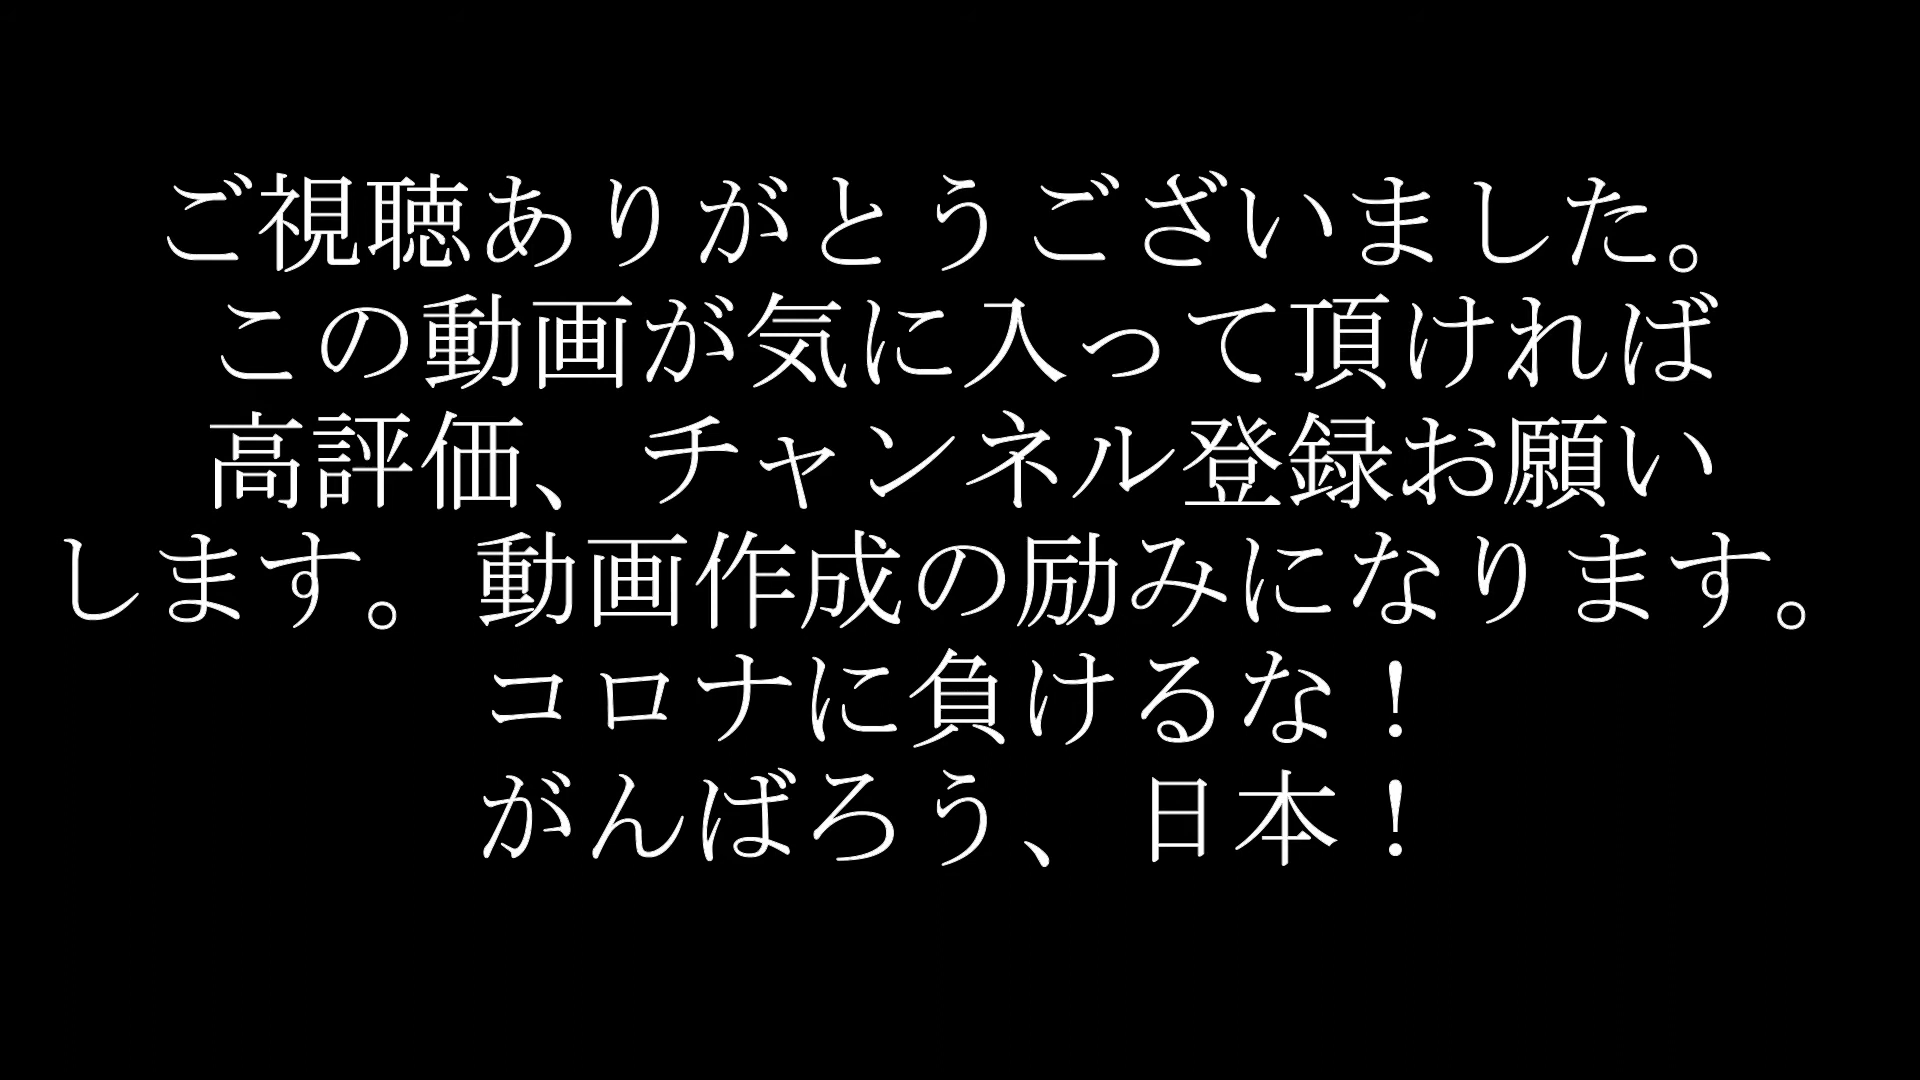 ご視聴ありがとうございました。
この動画が気に入って頂ければ
高評価、チャンネル登録お願い
します。動画作成の励みになります。
コロナに負けるな！
がんばろう、日本！